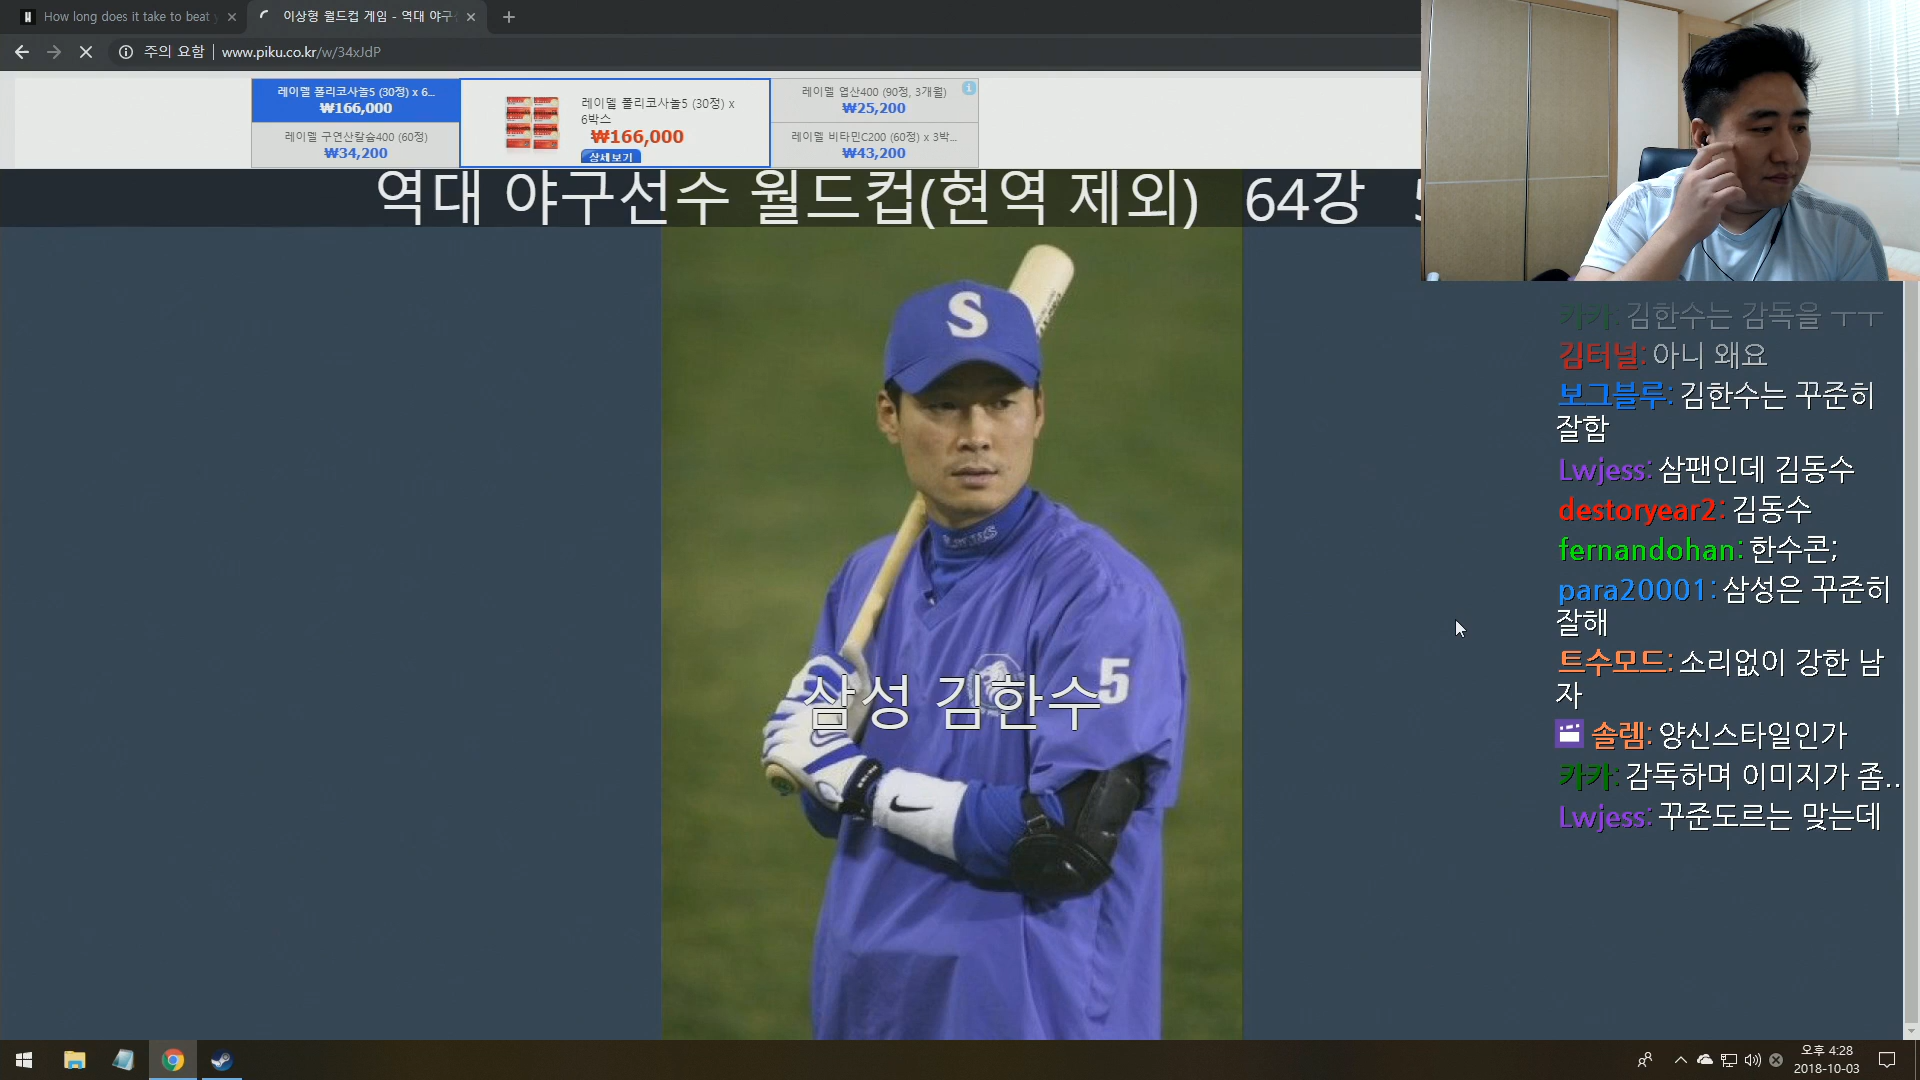 How long does it take to beat y
이상형 월드컵 게임 - 역대 야구선
주의 요함 | www.piku.co.kr/w/34xJdP
레이델 폴리코사놀5 (30정) x 6...
₩166,000
레이델 구연산칼슘400 (60정)
₩34,200
레이델 폴리코사놀5 (30정) x
6박스
₩166,000
상세보기
레이델 엽산400 (90정, 3개월)
₩25,200
레이델 비타민C200 (60정) x 3박...
₩43,200
역대 야구선수 월드컵(현역 제외) 64강
S
LIONS
5
삼성 김한수
카카: 김한수는 감독을 ㅜㅜ
김터널: 아니 왜요
보그블루: 김한수는 꾸준히
잘함
Lwjess: 삼팬인데 김동수
destoryear2: 김동수
fernandohan: 한수콘;
para20001: 삼성은 꾸준히
잘해
트수모드: 소리없이 강한 남
자
솔렘: 양신스타일인가
카카: 감독하며 이미지가 좀..
Lwjess: 꾸준도르는 맞는데
오후 4:28
2018-10-03